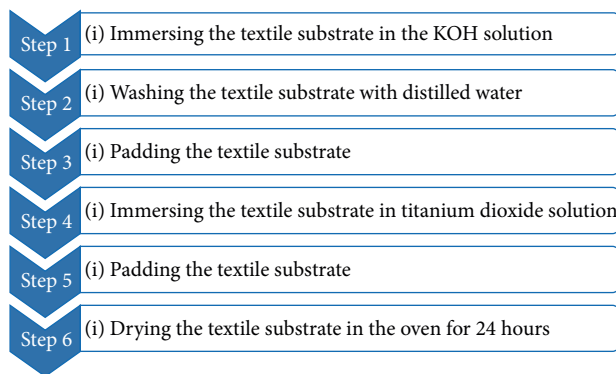 Step 1 (i) Immersing the textile substrate in the KOH solution
Step 2 (i) Washing the textile substrate with distilled water
Step 3 (i) Padding the textile substrate
Step 4 (i) Immersing the textile substrate in titanium dioxide solution
Step 5 (i) Padding the textile substrate
Step 6 (i) Drying the textile substrate in the oven for 24 hours